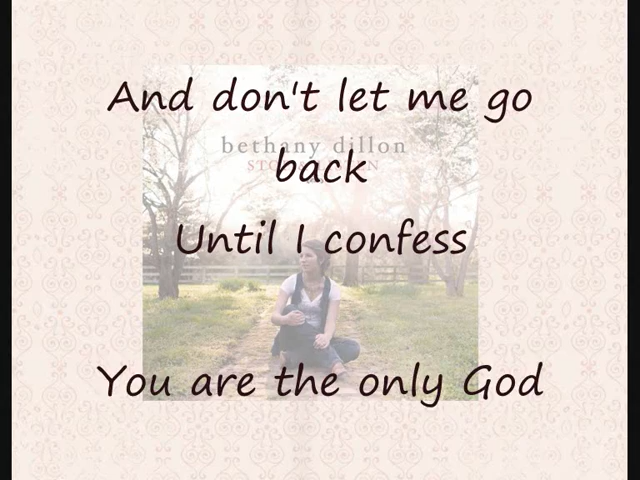 And don't let me go
bethany dillon
back
Until I confess
You are the only God